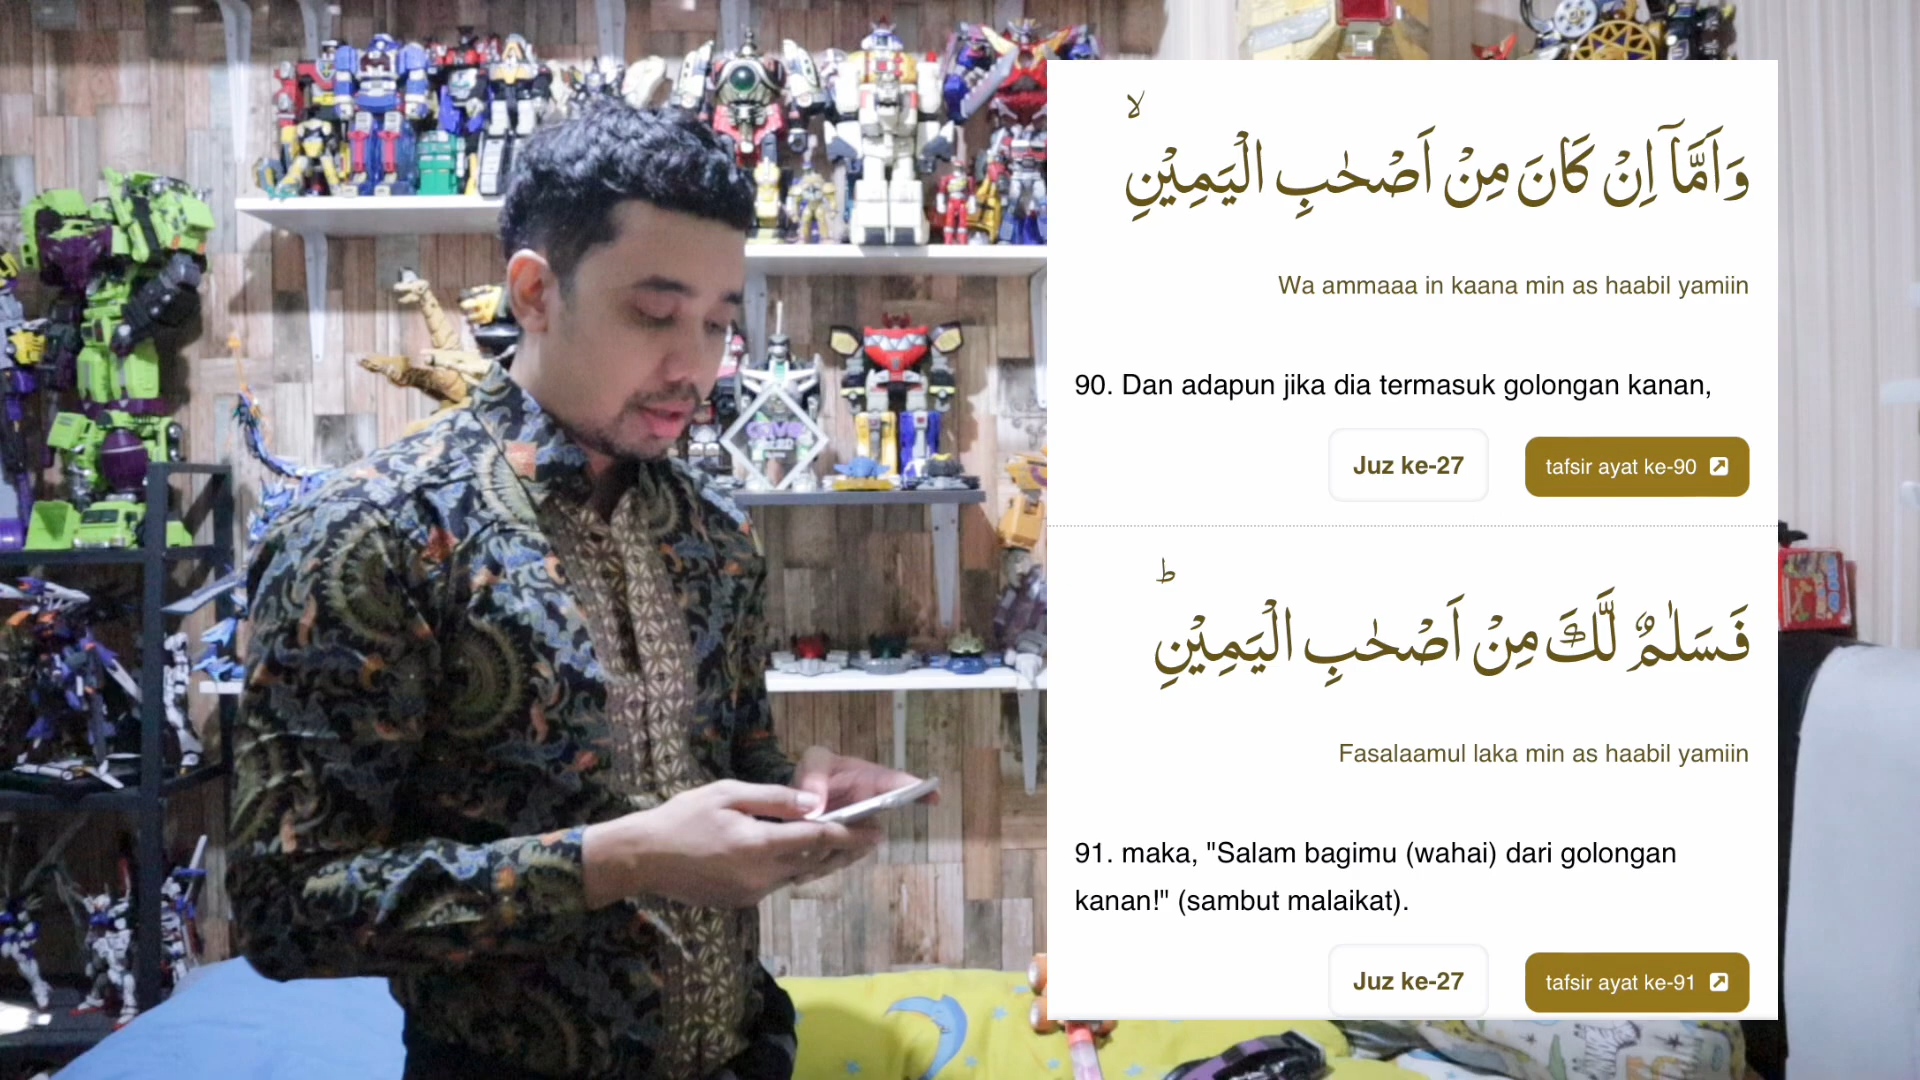 وَاَمَّآ اِنْ كَانَ مِنْ اَصْحٰبِ الْيَمِيْنِۙ
Wa ammaaa in kaana min as haabil yamiin
90. Dan adapun jika dia termasuk golongan kanan,
Juz ke-27
tafsir ayat ke-90
فَسَلٰمٌ لَّكَ مِنْ اَصْحٰبِ الْيَمِيْنِۗ
Fasalaamul laka min as haabil yamiin
91. maka, "Salam bagimu (wahai) dari golongan
kanan!" (sambut malaikat).
Juz ke-27
tafsir ayat ke-91